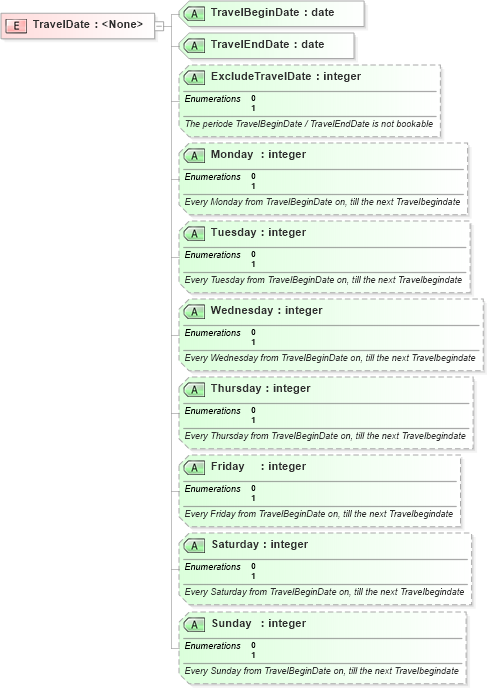 E TravelDate : <None>
A TravelBeginDate : date
A TravelEndDate : date
A ExcludeTravelDate : integer
Enumerations 0
1
The periode TravelBeginDate / TravelEndDate is not bookable
A Monday : integer
Enumerations 0
1
Every Monday from TravelBeginDate on, till the next Travelbegindate
A Tuesday : integer
Enumerations 0
1
Every Tuesday from TravelBeginDate on, till the next Travelbegindate
A Wednesday : integer
Enumerations 0
1
Every Wednesday from TravelBeginDate on, till the next Travelbegindate
A Thursday : integer
Enumerations 0
1
Every Thursday from TravelBeginDate on, till the next Travelbegindate
A Friday : integer
Enumerations 0
1
Every Friday from TravelBeginDate on, till the next Travelbegindate
A Saturday : integer
Enumerations 0
1
Every Saturday from TravelBeginDate on, till the next Travelbegindate
A Sunday : integer
Enumerations 0
1
Every Sunday from TravelBeginDate on, till the next Travelbegindate